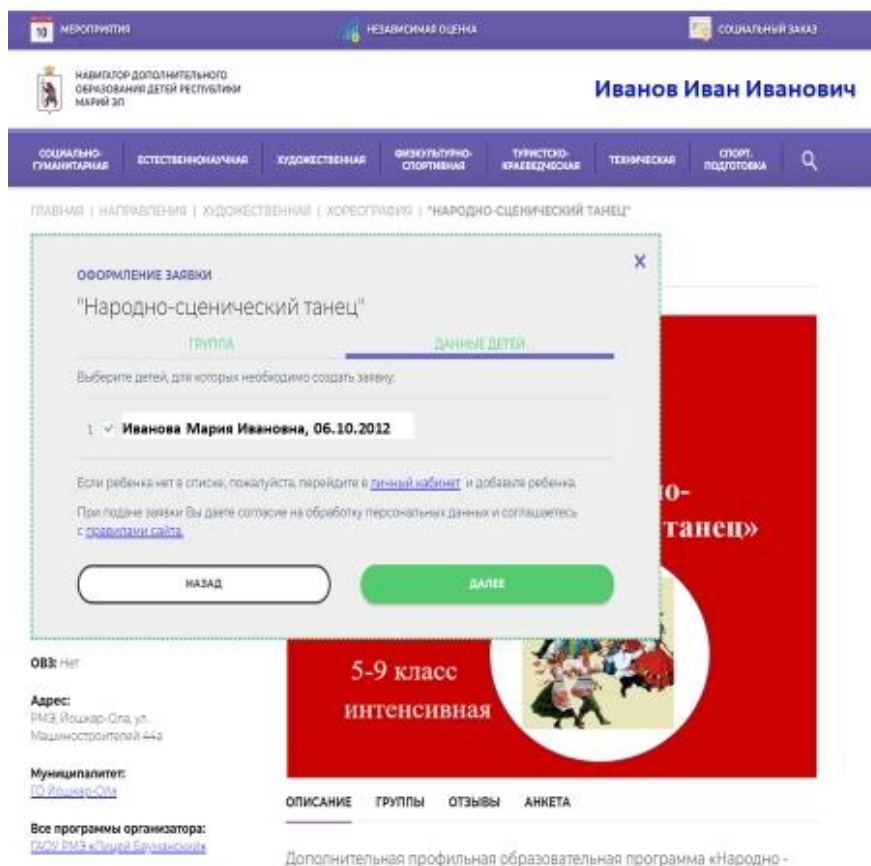 10 МЕРОПРИЯТИЯ НЕЗАВИСИМАЯ ОЦЕНКА СОЦИАЛЬНЫЙ ЗАКАЗ
НАВИГАТОР ДОПОЛНИТЕЛЬНОГО
ОБРАЗОВАНИЯ ДЕТЕЙ РЕСПУБЛИКИ
МАРИЙ ЭЛ
Иванов Иван Иванович
СОЦИАЛЬНО-
ГУМАНИТАРНАЯ ЕСТЕСТВЕННОНАУЧНАЯ ХУДОЖЕСТВЕННАЯ ФИЗКУЛЬТУРНО-
СПОРТИВНАЯ ТУРИСТСКО-
КРАЕВЕДЧЕСКАЯ ТЕХНИЧЕСКАЯ СПОРТ.
ПОДГОТОВКА
ГЛАВНАЯ | НАПРАВЛЕНИЯ | ХУДОЖЕСТВЕННАЯ | ХОРЕОГРАФИЯ | "НАРОДНО-СЦЕНИЧЕСКИЙ ТАНЕЦ"
X
ОФОРМЛЕНИЕ ЗАЯВКИ
"Народно-сценический танец"
ГРУППА ДАННЫЕ ДЕТЕЙ
Выберите детей, для которых необходимо создать заявку:
1. Иванова Мария Ивановна, 06.10.2012
Если ребенка нет в списке, пожалуйста, перейдите в личный кабинет и добавьте ребенка.
При подаче заявки Вы даете согласие на обработку персональных данных и соглашаетесь
с правилами сайта.
НАЗАД ДАЛЕЕ
о-
танец»
5-9 класс
интенсивная
ОВЗ: Нет
Адрес:
РМЭ, Йошкар-Ола, ул.
Машиностроителей 44а
Муниципалитет:
ГО Йошкар-Ола
Все программы организатора:
ГАОУ РМЭ «Лицей Бауманский»
ОПИСАНИЕ ГРУППЫ ОТЗЫВЫ АНКЕТА
Дополнительная профильная образовательная программа «Народно -